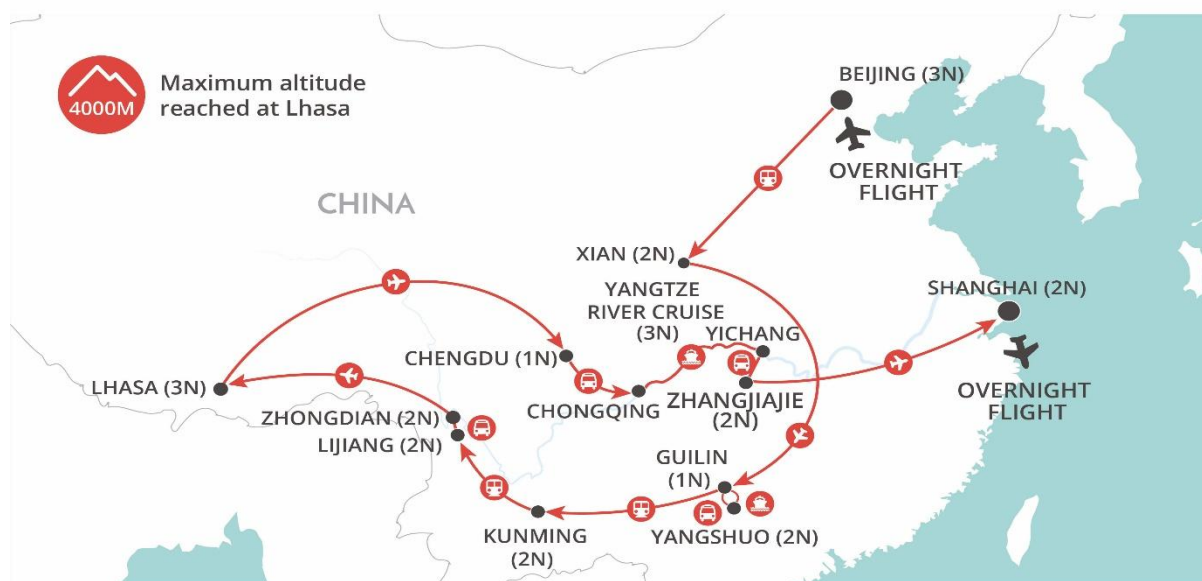 4000M
Maximum altitude
reached at Lhasa
BEIJING (3N)
OVERNIGHT
FLIGHT
CHINA
XIAN (2N)
YANGTZE
RIVER CRUISE
(3N)
YICHANG
SHANGHAI (2N)
CHENGDU (1N)
LHASA (3N)
CHONGQING
ZHANGJIAJIE
(2N)
OVERNIGHT
FLIGHT
ZHONGDIAN (2N)
LIJIANG (2N)
GUILIN
(1N)
KUNMING
(2N)
YANGSHUO (2N)